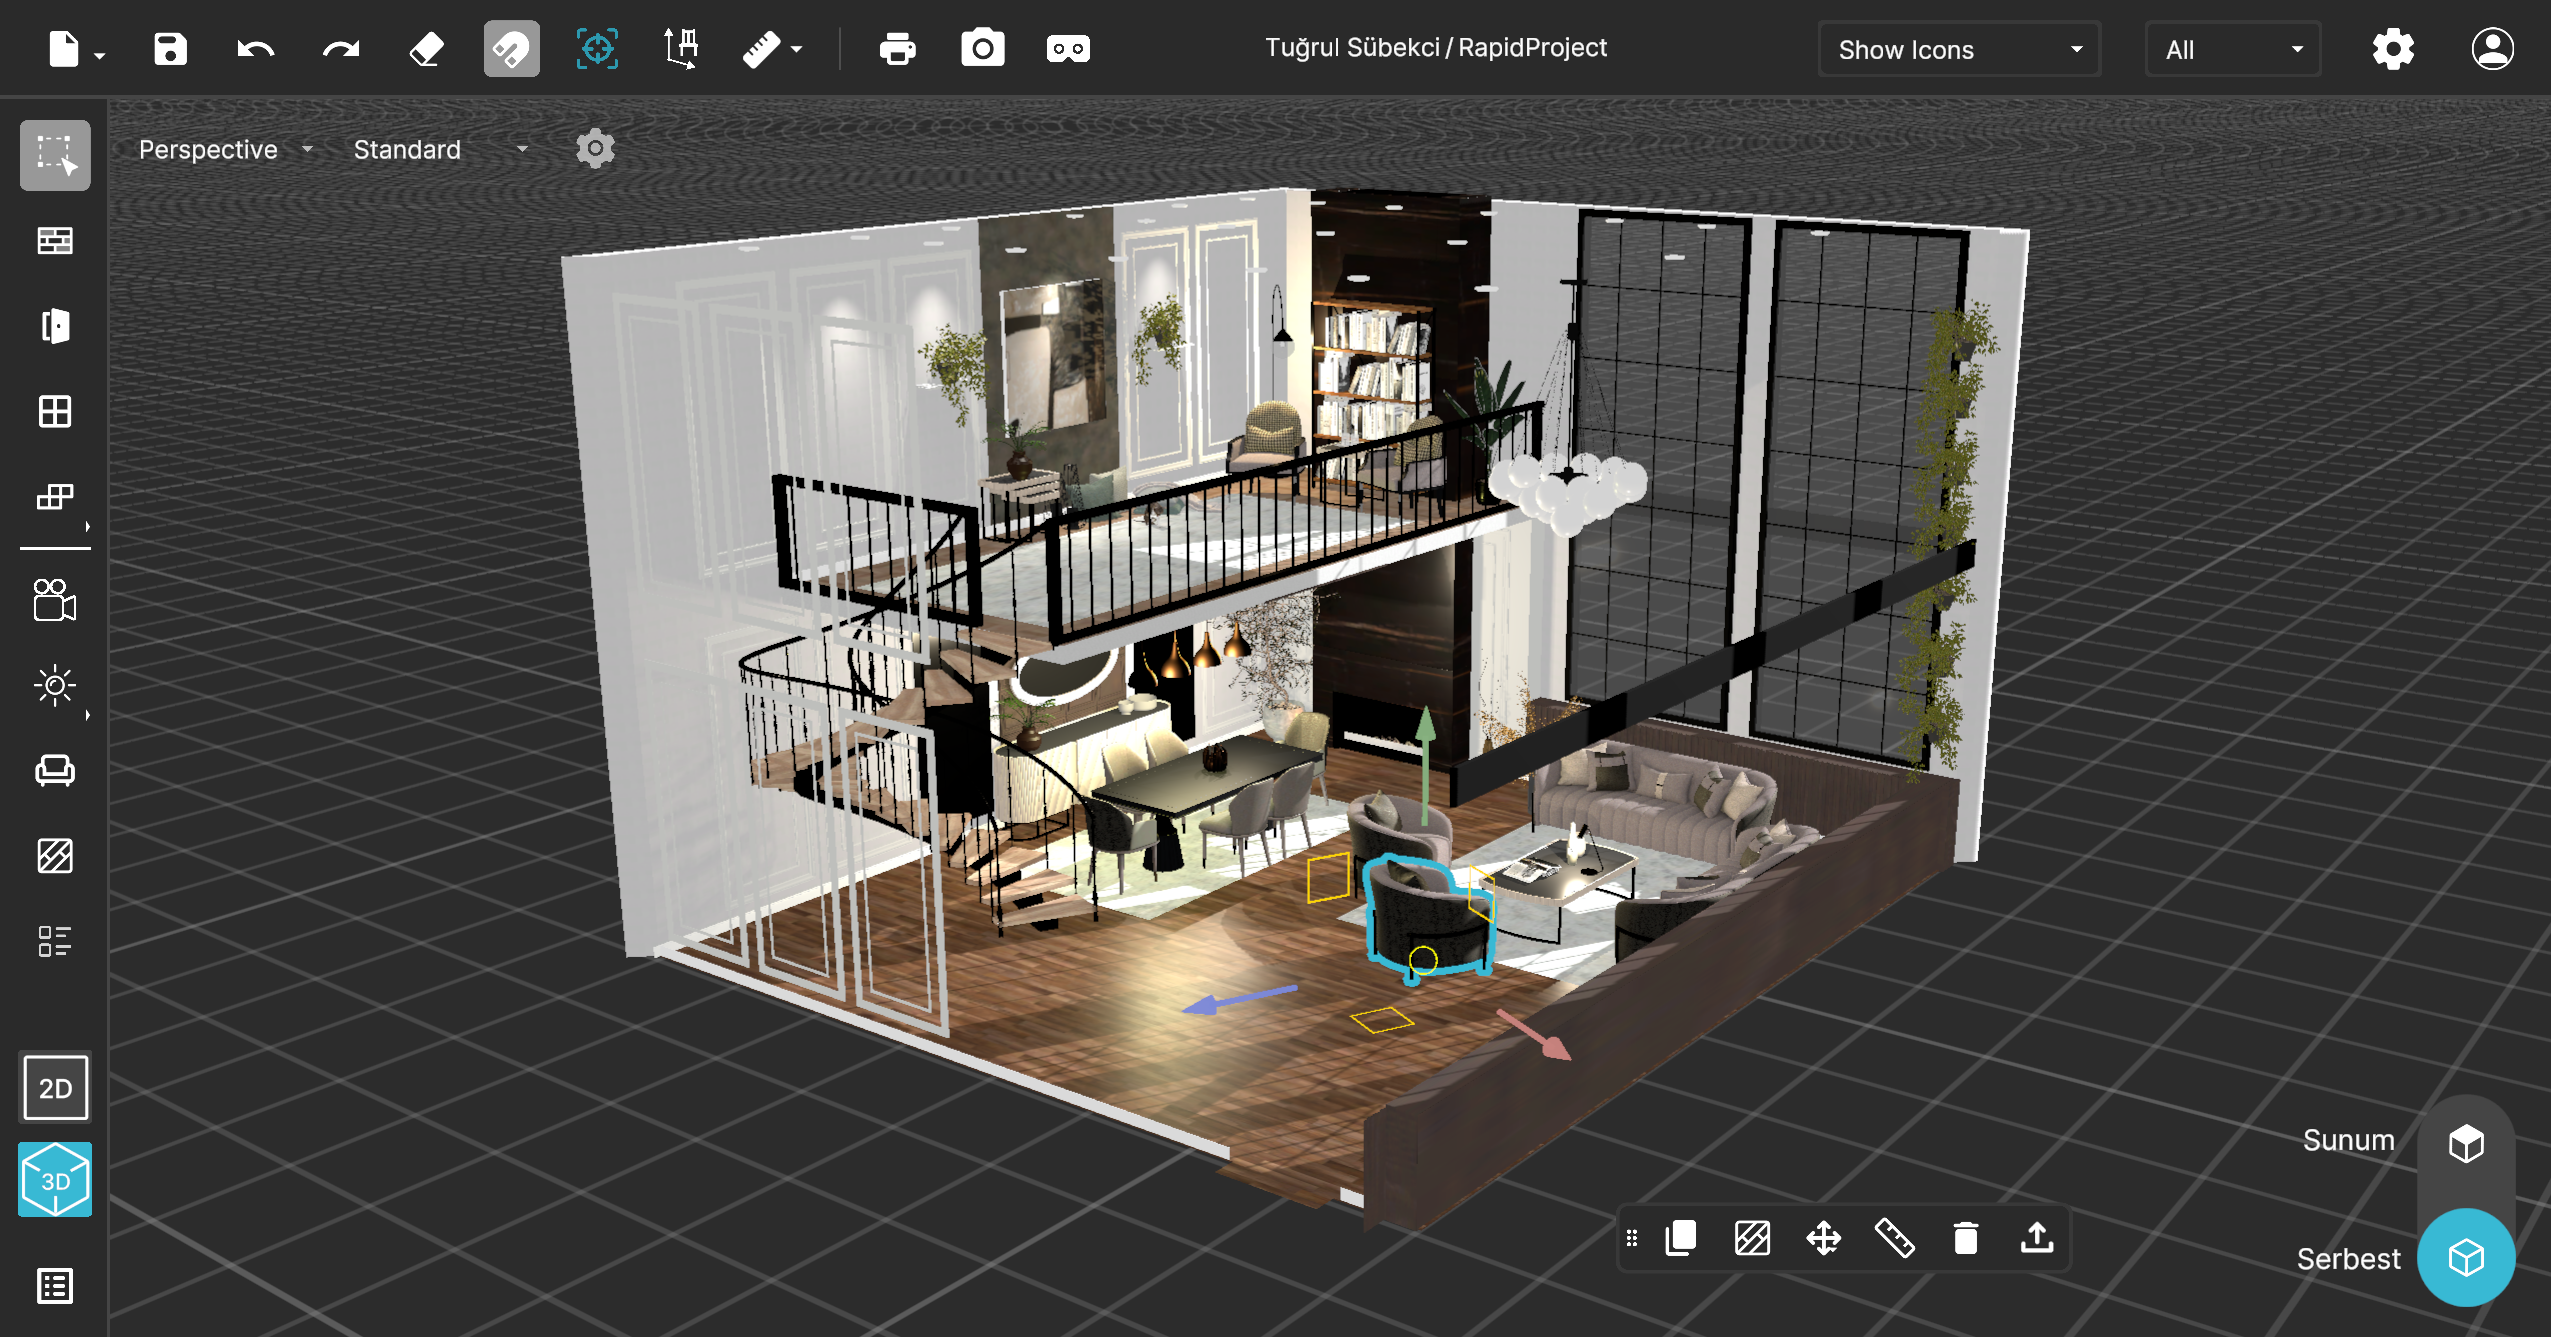 Tuğrul Sübekci / RapidProject
Show Icons
All
Perspective
Standard
2D
3D
Sunum
Serbest